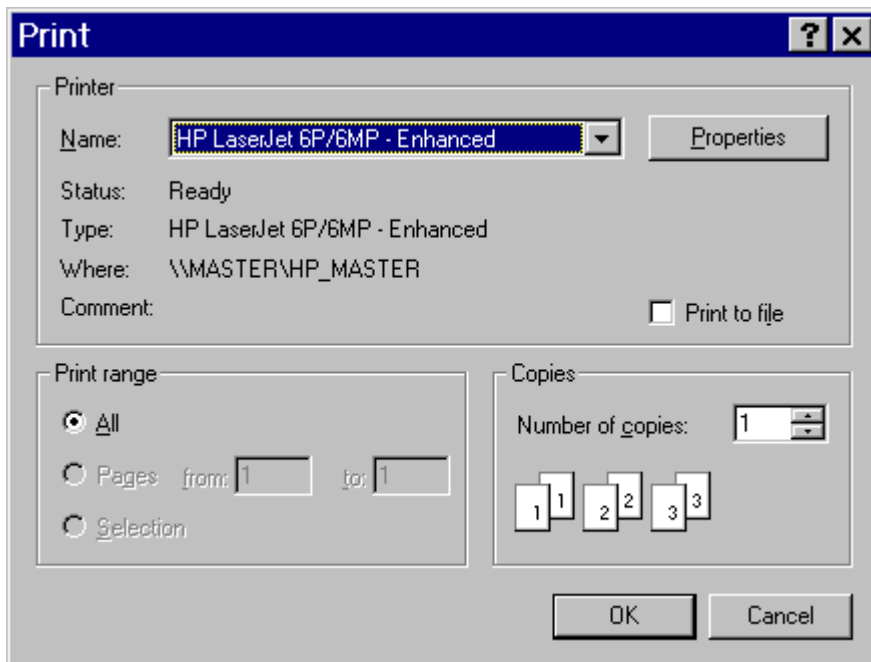 Print
Printer
Name: HP LaserJet 6P/6MP - Enhanced Properties
Status: Ready
Type: HP LaserJet 6P/6MP - Enhanced
Where: \\MASTER\HP_MASTER
Comment: Print to file
Print range
All
Pages from: 1 to: 1
Selection
Copies
Number of copies: 1
1 1 2 2 3 3
OK Cancel